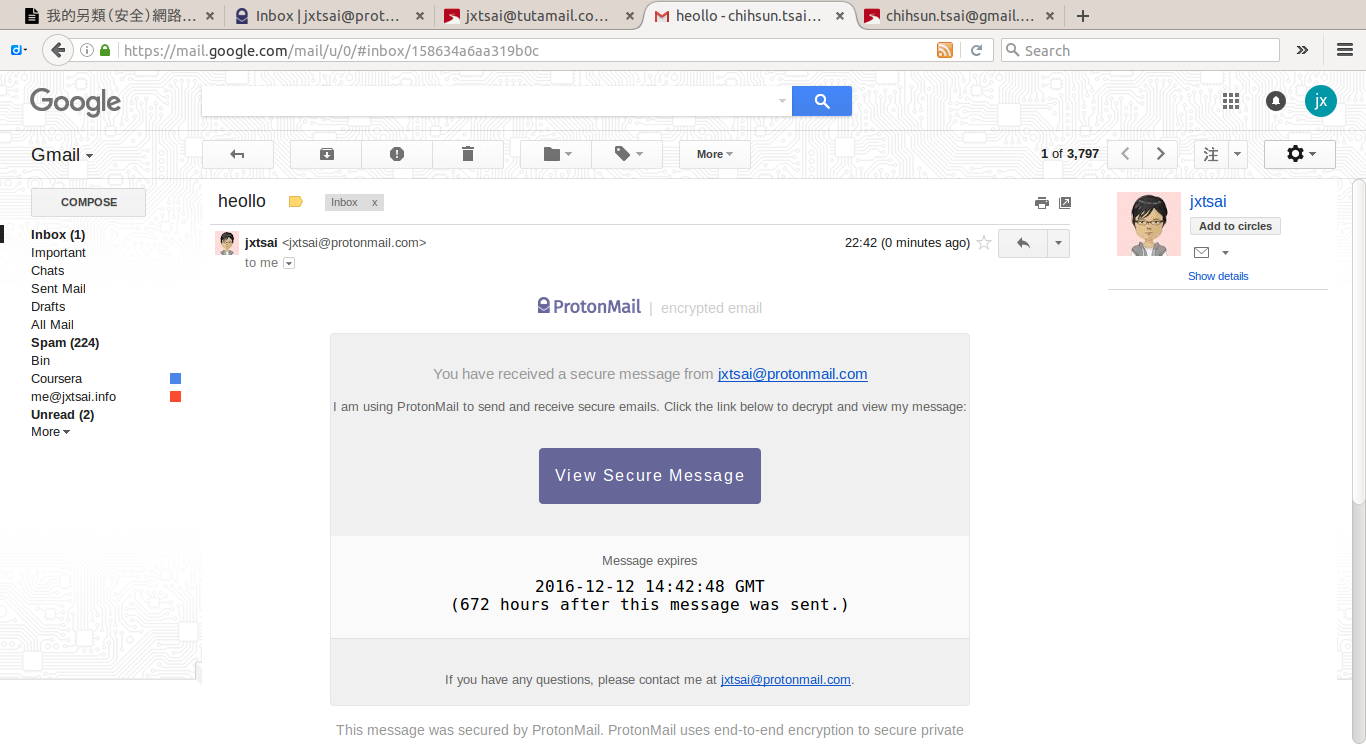 我的另類（安全）網路...
Inbox | jxtsai@prot...
jxtsai@tutamail.co...
heollo - chihsun.tsai...
chihsun.tsai@gmail....
https://mail.google.com/mail/u/0/#inbox/158634a6aa319b0c
Search
Google
jx
Gmail
More
1 of 3,797
注
COMPOSE
Inbox (1)
Important
Chats
Sent Mail
Drafts
All Mail
Spam (224)
Bin
Coursera
me@jxtsai.info
Unread (2)
More
heollo
Inbox x
jxtsai <jxtsai@protonmail.com>
22:42 (0 minutes ago)
to me
jxtsai
Add to circles
Show details
ProtonMail | encrypted email
You have received a secure message from jxtsai@protonmail.com
I am using ProtonMail to send and receive secure emails. Click the link below to decrypt and view my message:
View Secure Message
Message expires
2016-12-12 14:42:48 GMT
(672 hours after this message was sent.)
If you have any questions, please contact me at jxtsai@protonmail.com.
This message was secured by ProtonMail. ProtonMail uses end-to-end encryption to secure private